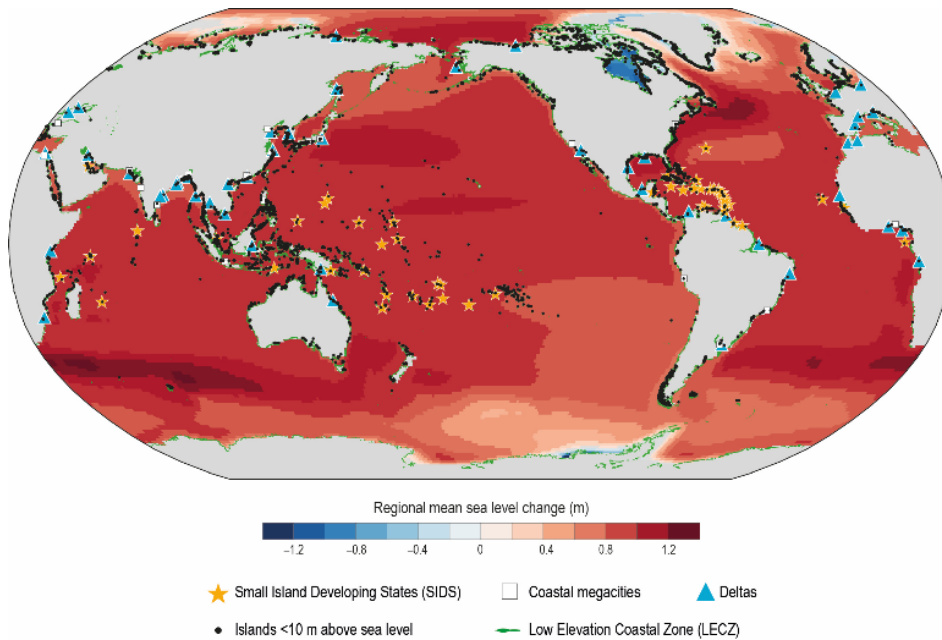 Regional mean sea level change (m)
−1.2 −0.8 −0.4 0 0.4 0.8 1.2
Small Island Developing States (SIDS) Coastal megacities Deltas
Islands <10 m above sea level Low Elevation Coastal Zone (LECZ)